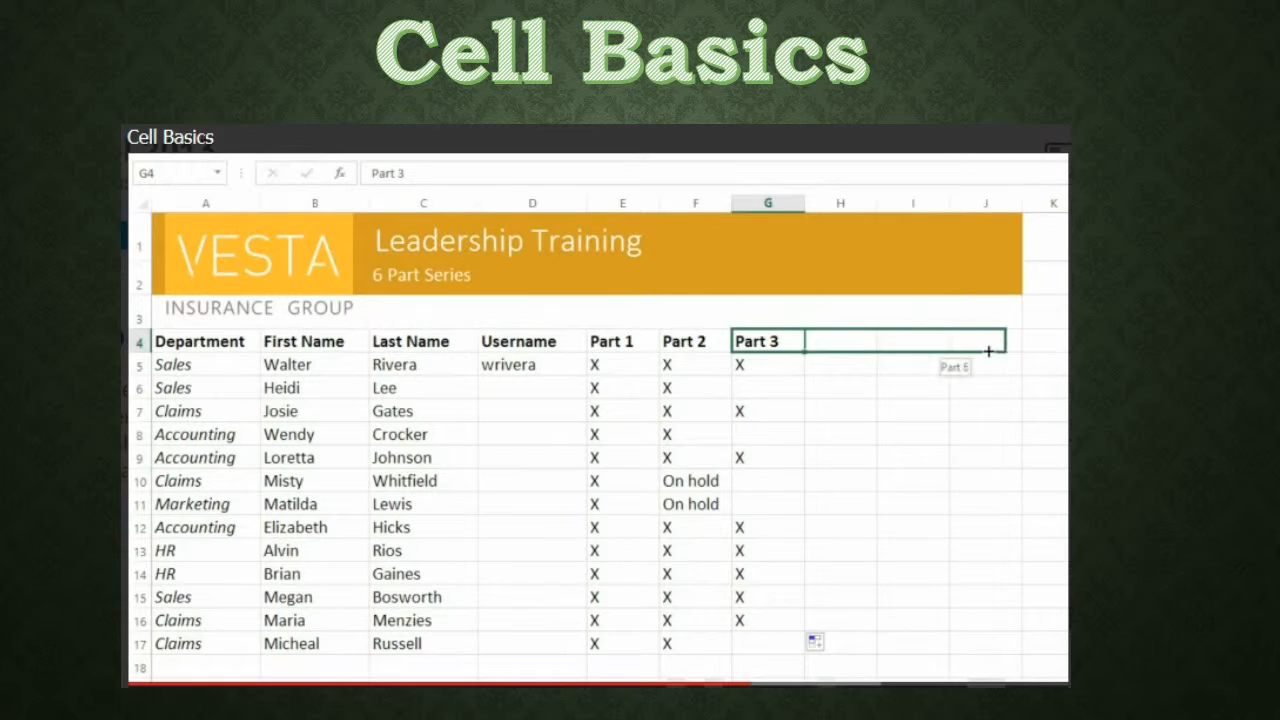 Cell Basics
Cell Basics
G4 fx Part 3
A B C D E F G H I J K
1 VESTA Leadership Training
2 6 Part Series
3 INSURANCE GROUP
4 Department First Name Last Name Username Part 1 Part 2 Part 3
5 Sales Walter Rivera wrivera X X X
Part 6
6 Sales Heidi Lee X X
7 Claims Josie Gates X X X
8 Accounting Wendy Crocker X X
9 Accounting Loretta Johnson X X X
10 Claims Misty Whitfield X On hold
11 Marketing Matilda Lewis X On hold
12 Accounting Elizabeth Hicks X X X
13 HR Alvin Rios X X X
14 HR Brian Gaines X X X
15 Sales Megan Bosworth X X X
16 Claims Maria Menzies X X X
17 Claims Micheal Russell X X
18